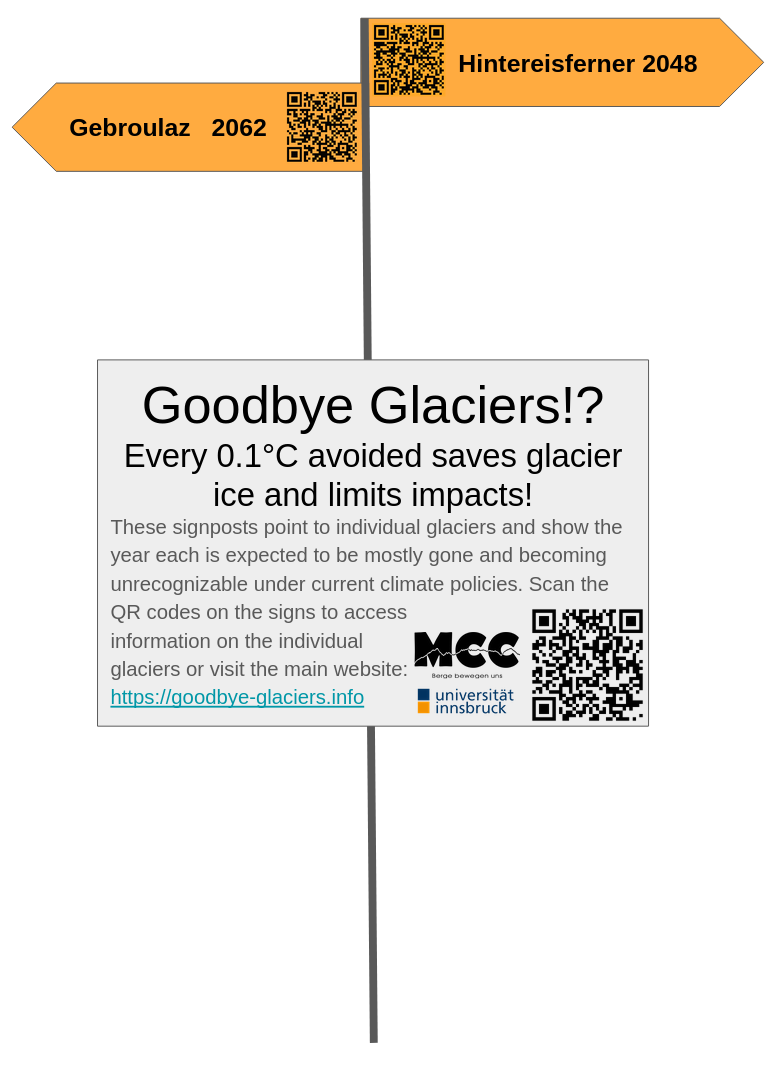 Hintereisferner 2048
Gebroulaz 2062
Goodbye Glaciers!?
Every 0.1°C avoided saves glacier
ice and limits impacts!
These signposts point to individual glaciers and show the
year each is expected to be mostly gone and becoming
unrecognizable under current climate policies. Scan the
QR codes on the signs to access
information on the individual
glaciers or visit the main website:
https://goodbye-glaciers.info
MCC
Berge bewegen uns
universität
innsbruck